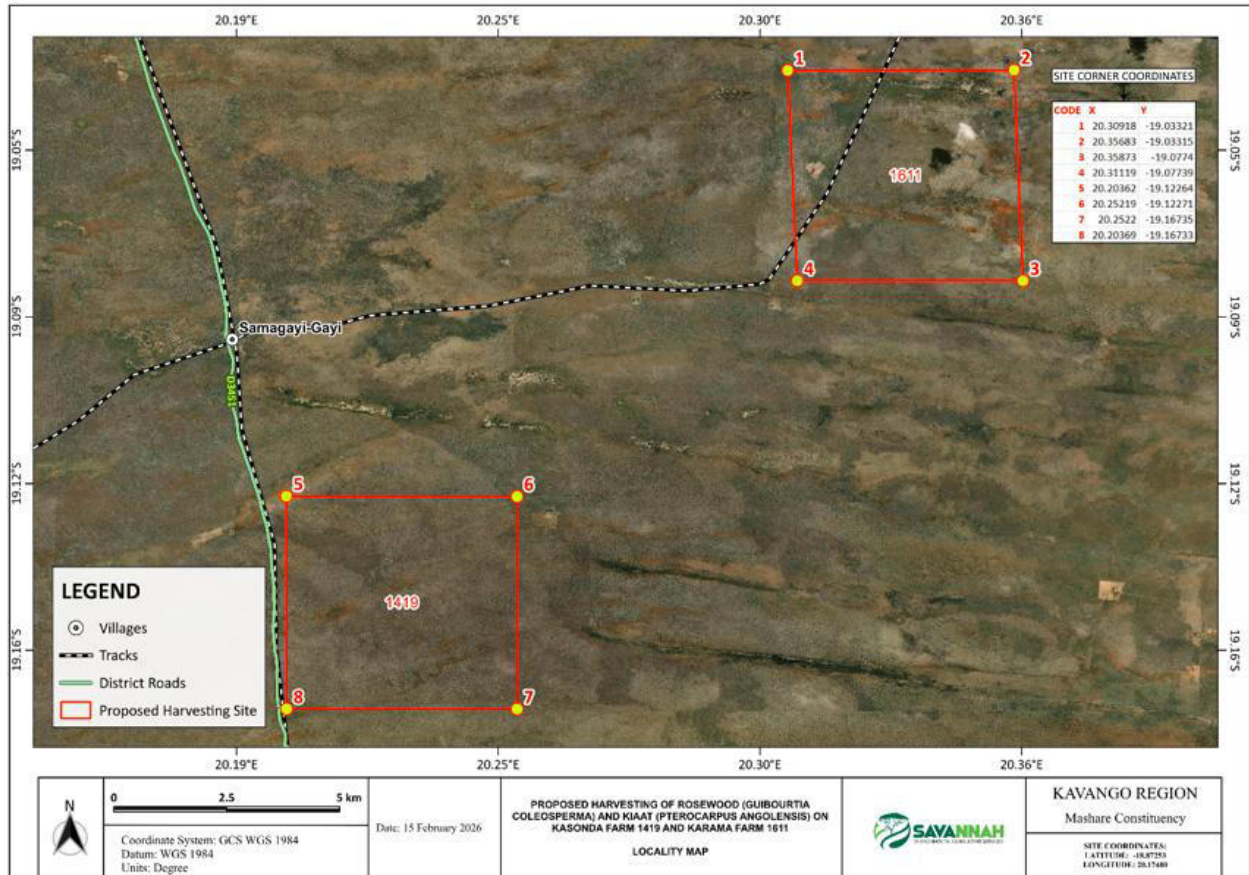 20.19°E 20.25°E 20.30°E 20.36°E
1
2
SITE CORNER COORDINATES
CODE X Y
1 20.30918 -19.03321
2 20.35683 -19.03315
3 20.35873 -19.0774
4 20.31119 -19.07739
5 20.20362 -19.12264
6 20.25219 -19.12271
7 20.2522 -19.16735
8 20.20369 -19.16733
19.05°S
19.05°S
1611
4
3
19.09°S
19.09°S
Samagayi-Gayi
D3451
5
6
19.12°S
19.12°S
1419
19.16°S
19.16°S
8
7
LEGEND
Villages
Tracks
District Roads
Proposed Harvesting Site
20.19°E 20.25°E 20.30°E 20.36°E
N
0 2.5 5 km
Coordinate System: GCS WGS 1984
Datum: WGS 1984
Units: Degree
Date: 15 February 2026
PROPOSED HARVESTING OF ROSEWOOD (GUIBOURTIA
COLEOSPERMA) AND KIAAT (PTEROCARPUS ANGOLENSIS) ON
KASONDA FARM 1419 AND KARAMA FARM 1611
LOCALITY MAP
SAVANNAH
KAVANGO REGION
Mashare Constituency
SITE COORDINATES:
LATITUDE: -18.87253
LONGITUDE: 20.17480